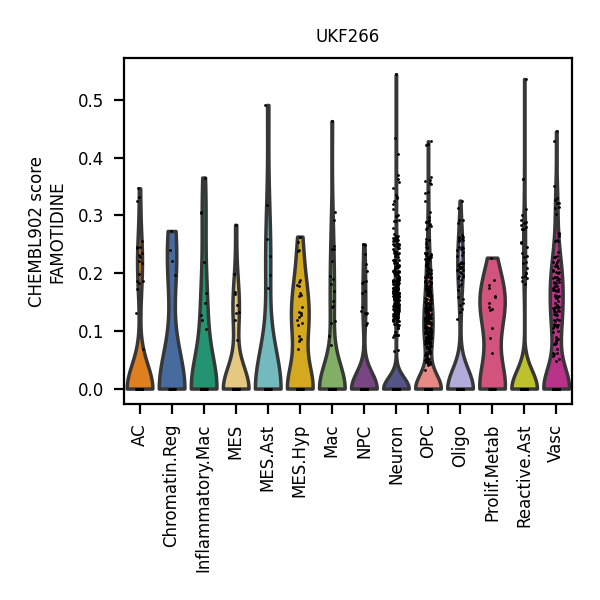 UKF266
CHEMBL902 score
FAMOTIDINE
0.5
0.4
0.3
0.2
0.1
0.0
AC
Chromatin.Reg
Inflammatory.Mac
MES
MES.Ast
MES.Hyp
Mac
NPC
Neuron
OPC
Oligo
Prolif.Metab
Reactive.Ast
Vasc